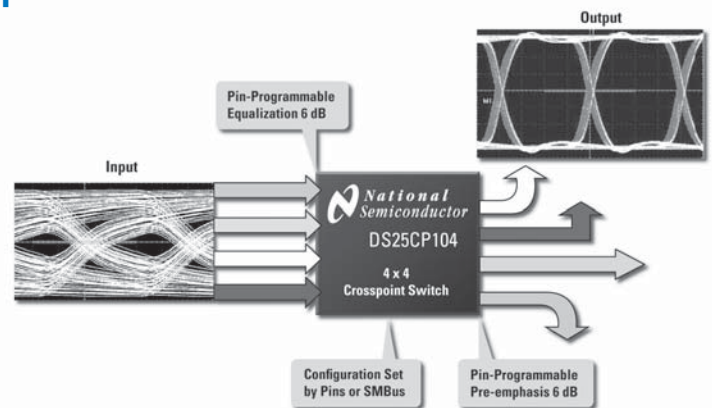 Output
Pin-Programmable
Equalization 6 dB
Input
National
Semiconductor
DS25CP104
4 x 4
Crosspoint Switch
Configuration Set
by Pins or SMBus
Pin-Programmable
Pre-emphasis 6 dB